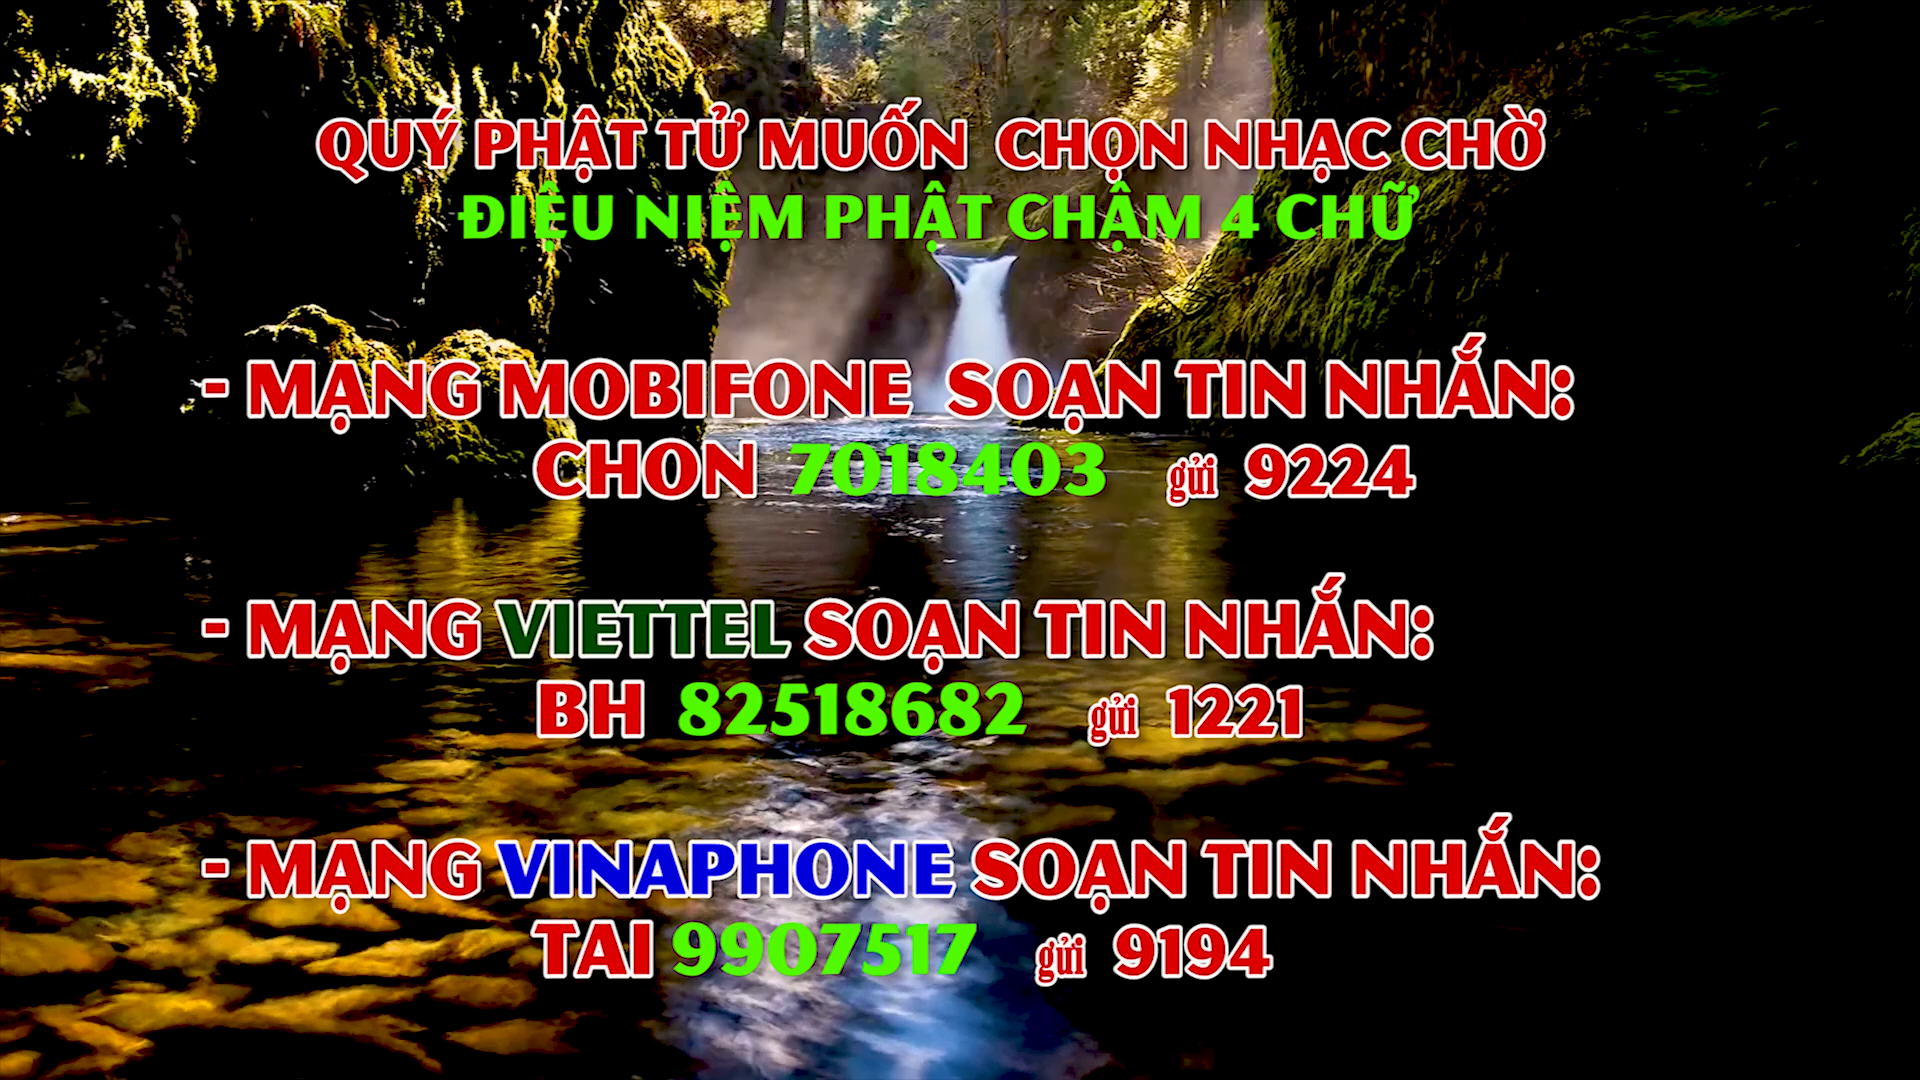 QUÝ PHẬT TỬ MUỐN CHỌN NHẠC CHỜ
ĐIỆU NIỆM PHẬT CHẬM 4 CHỮ
- MẠNG MOBIFONE SOẠN TIN NHẮN:
CHON 7018403 gửi 9224
- MẠNG VIETTEL SOẠN TIN NHẮN:
BH 82518682 gửi 1221
- MẠNG VINAPHONE SOẠN TIN NHẮN:
TAI 9907517 gửi 9194